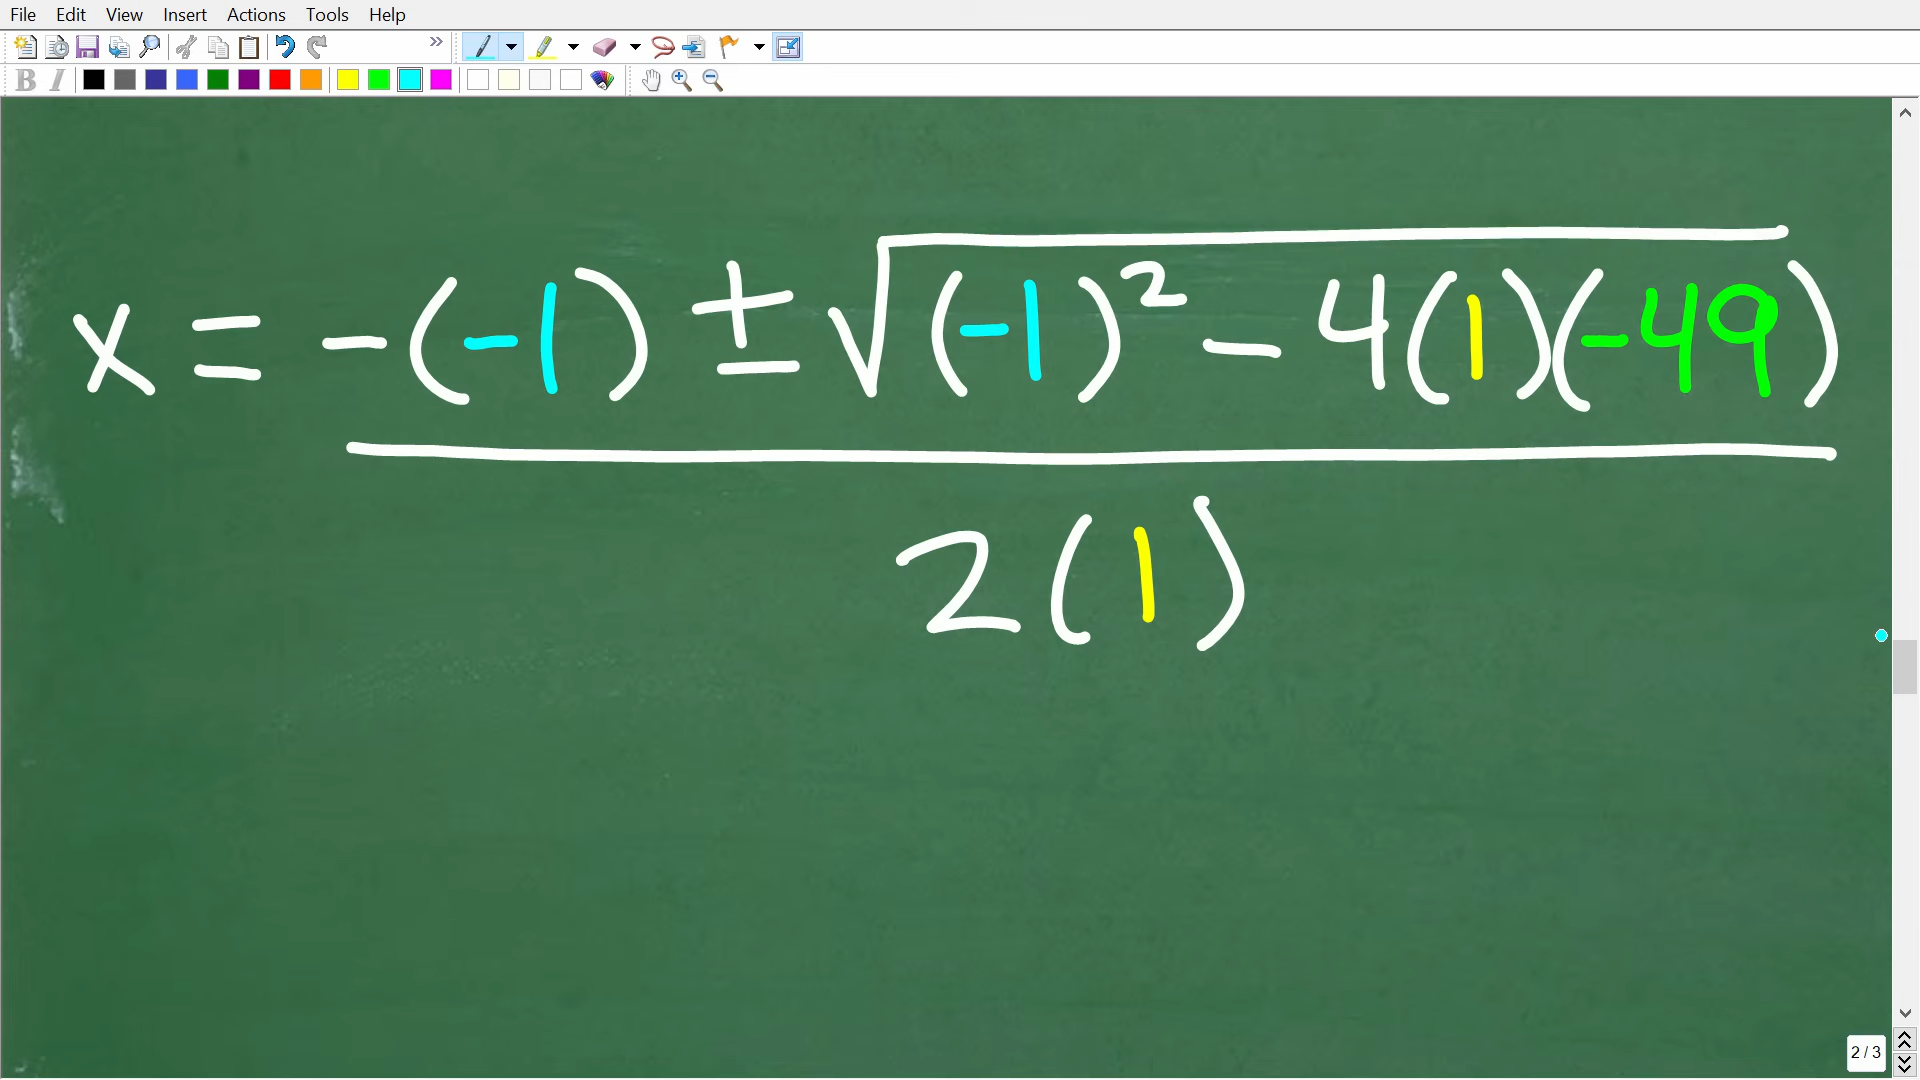 File Edit View Insert Actions Tools Help
B I
x = -(-1) ± √(-1)² - 4(1)(-49)
2(1)
2 / 3